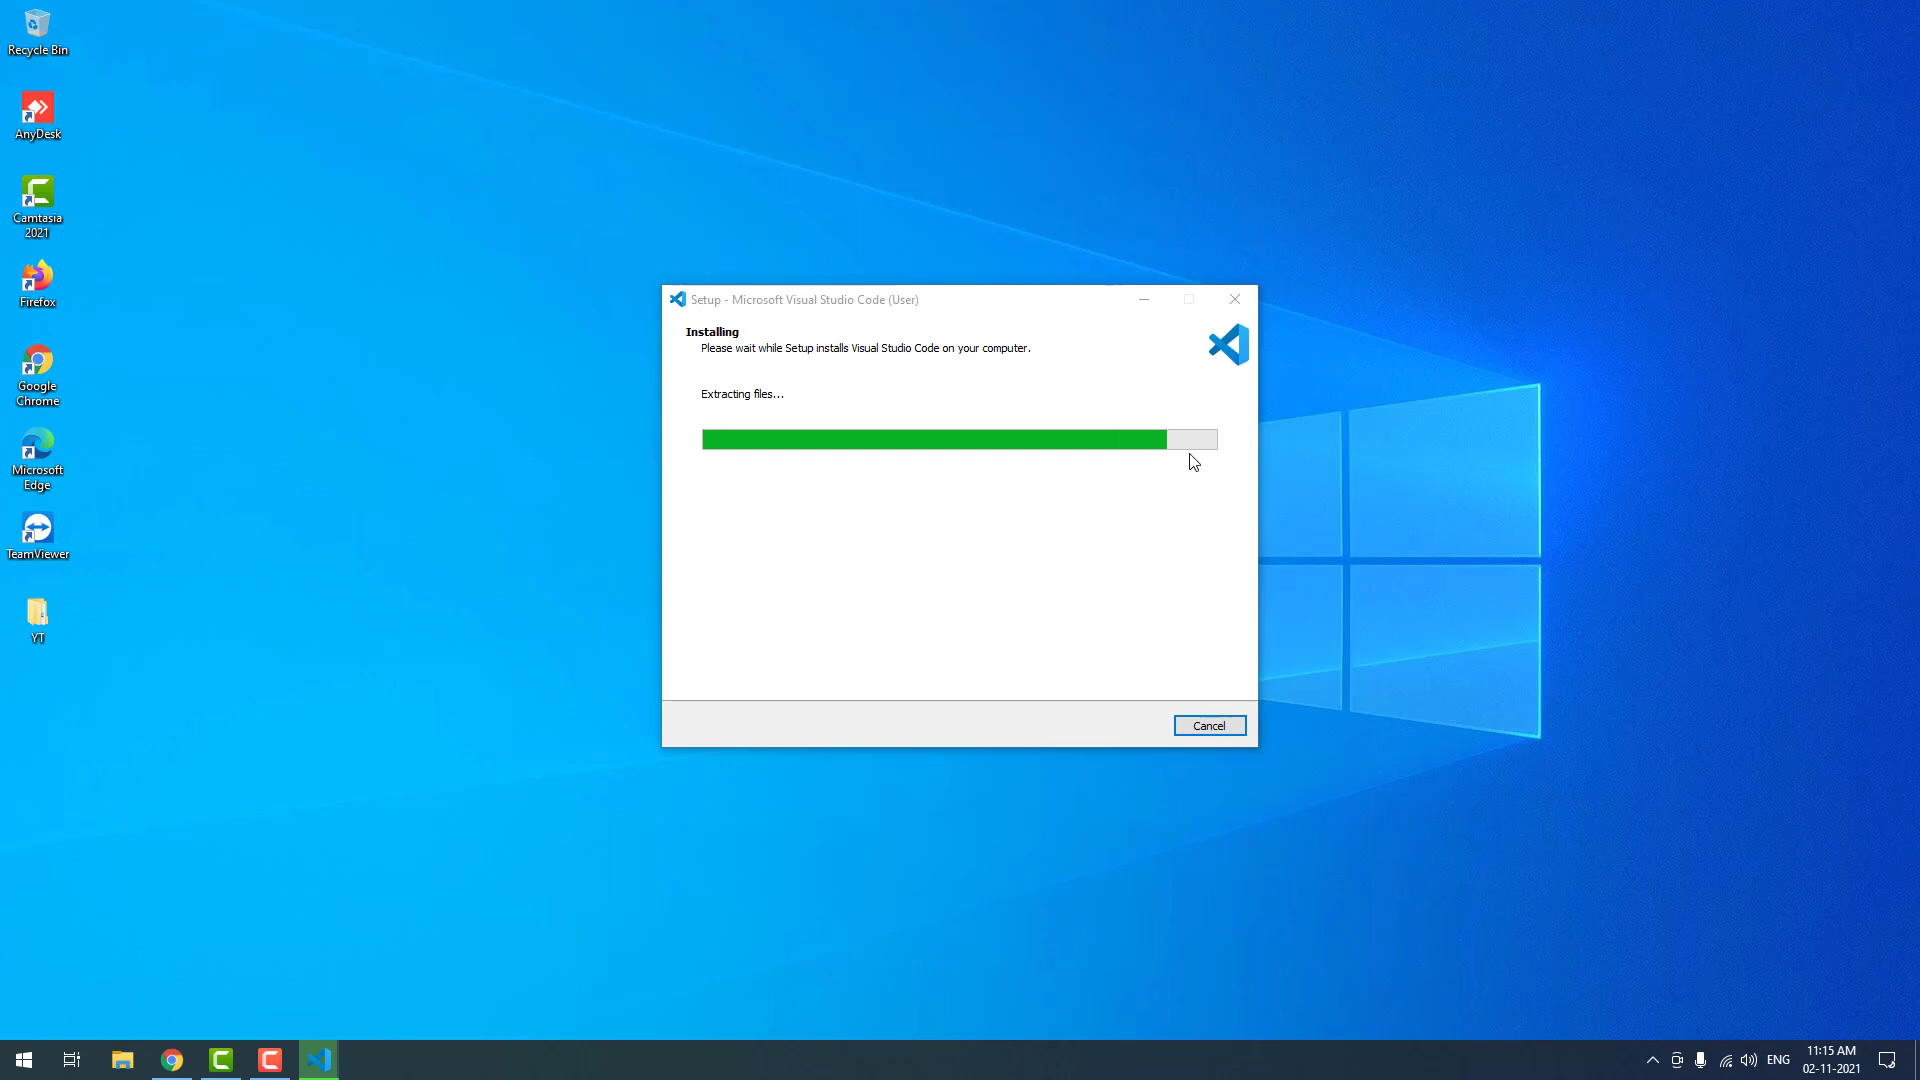 Recycle Bin
AnyDesk
Camtasia
2021
Firefox
Google
Chrome
Microsoft
Edge
TeamViewer
YT
Setup - Microsoft Visual Studio Code (User)
Installing
Please wait while Setup installs Visual Studio Code on your computer.
Extracting files...
Cancel
ENG
11:15 AM
02-11-2021